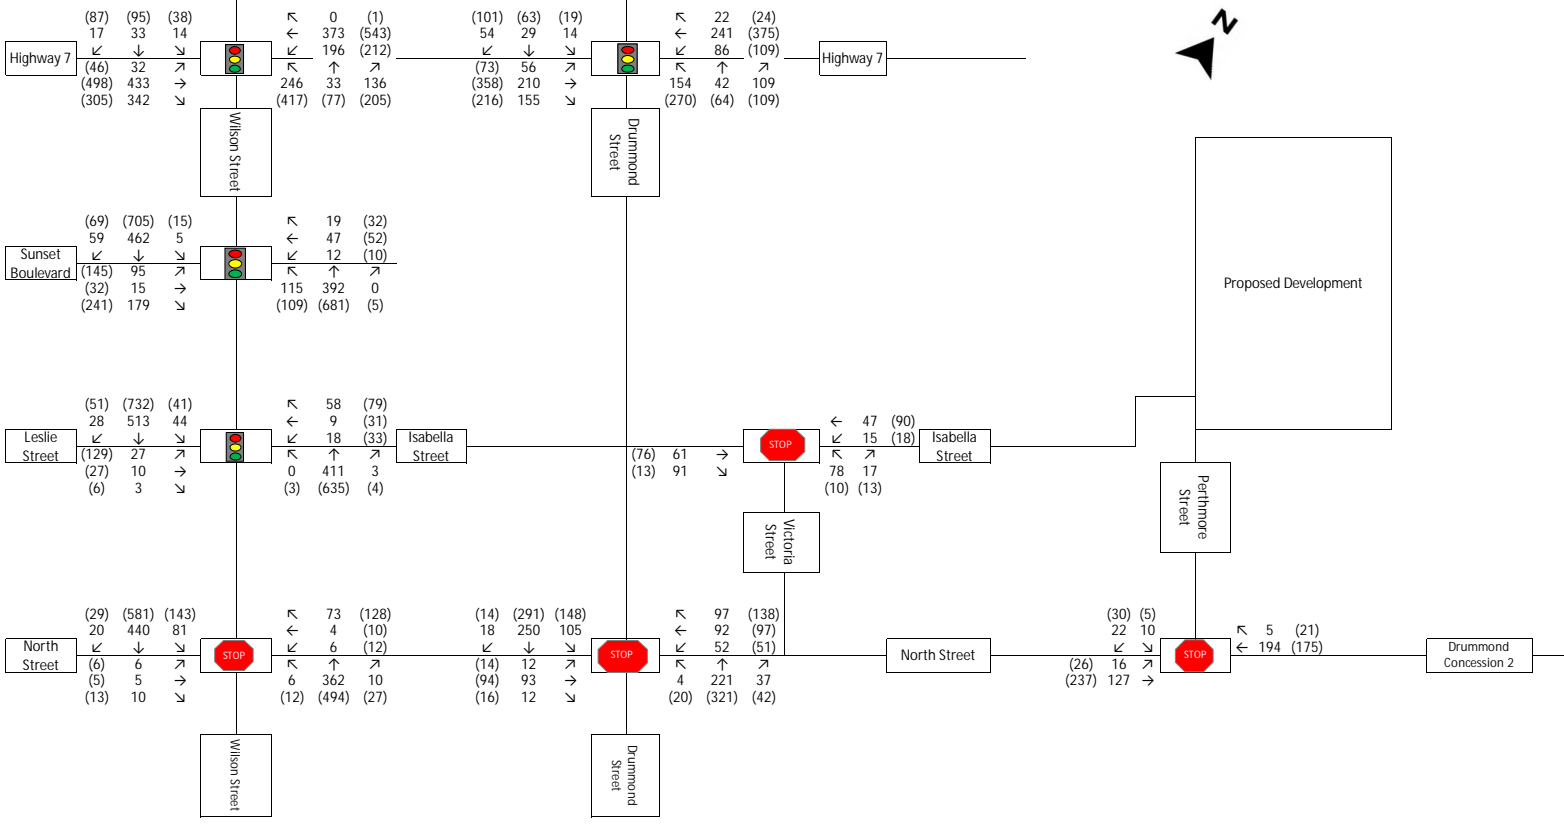 (87) (95) (38) ↖ 0 (1) (101) (63) (19) ↖ 22 (24) N
17 33 14 ← 373 (543) 54 29 14 ← 241 (375)
↙ ↓ ↘ ↙ 196 (212) ↙ ↓ ↘ ↙ 86 (109)
Highway 7 Highway 7
(46) 32 ↗ ↖ ↑ ↗ (73) 56 ↗ ↖ ↑ ↗
(498) 433 → 246 33 136 (358) 210 → 154 42 109
(305) 342 ↘ (417) (77) (205) (216) 155 ↘ (270) (64) (109)
Wilson Street
Drummond
Street
(69) (705) (15) ↖ 19 (32)
59 462 5 ← 47 (52)
↙ ↓ ↘ ↙ 12 (10)
Sunset
Boulevard
(145) 95 ↗ ↖ ↑ ↗
(32) 15 → 115 392 0
(241) 179 ↘ (109) (681) (5)
Proposed Development
(51) (732) (41) ↖ 58 (79)
28 513 44 ← 9 (31)
↙ ↓ ↘ ↙ 18 (33)
Leslie
Street
Isabella
Street
(129) 27 ↗ ↖ ↑ ↗
(27) 10 → 0 411 3
(6) 3 ↘ (3) (635) (4)
← 47 (90)
↙ 15 (18)
STOP
Isabella
Street
(76) 61 → ↖ ↗
(13) 91 ↘ 78 17
(10) (13)
Victoria
Street
Perthmore
Street
(29) (581) (143) ↖ 73 (128) (14) (291) (148) ↖ 97 (138) (30) (5)
20 440 81 ← 4 (10) 18 250 105 ← 92 (97) 22 10 ↖ 5 (21)
↙ ↓ ↘ ↙ 6 (12) ↙ ↓ ↘ ↙ 52 (51) ↙ ↘ ← 194 (175)
North
Street
STOP
STOP
North Street
STOP
Drummond
Concession 2
(6) 6 ↗ ↖ ↑ ↗ (14) 12 ↗ ↖ ↑ ↗ (26) 16 ↗
(5) 5 → 6 362 10 (94) 93 → 4 221 37 (237) 127 →
(13) 10 ↘ (12) (494) (27) (16) 12 ↘ (20) (321) (42)
Wilson Street
Drummond
Street